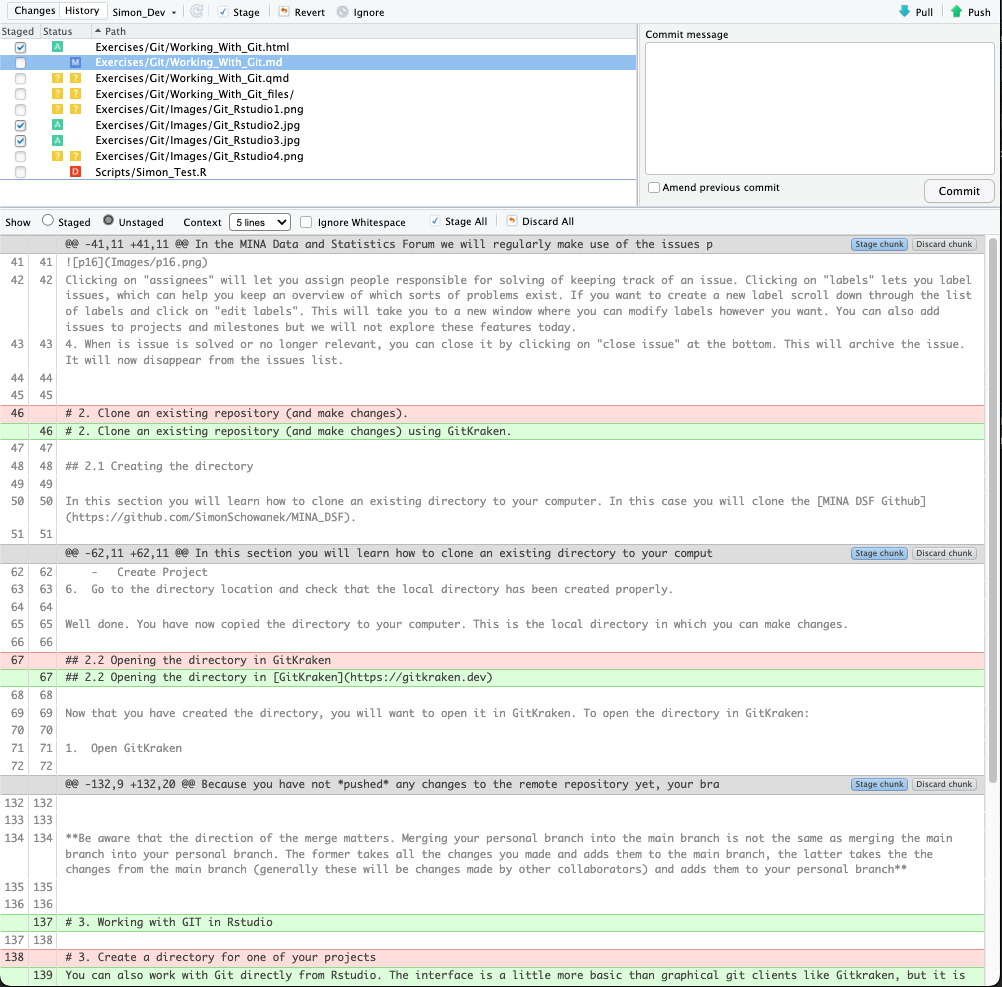 Changes History Simon_Dev Stage Revert Ignore Pull Push
Staged Status Path
A Exercises/Git/Working_With_Git.html
M Exercises/Git/Working_With_Git.md
? ? Exercises/Git/Working_With_Git.qmd
? ? Exercises/Git/Working_With_Git_files/
? ? Exercises/Git/Images/Git_Rstudio1.png
A Exercises/Git/Images/Git_Rstudio2.jpg
A Exercises/Git/Images/Git_Rstudio3.jpg
? ? Exercises/Git/Images/Git_Rstudio4.png
D Scripts/Simon_Test.R
Commit message
Amend previous commit
Commit
Show Staged Unstaged Context 5 lines Ignore Whitespace Stage All Discard All
@@ -41,11 +41,11 @@ In the MINA Data and Statistics Forum we will regularly make use of the issues p Stage chunk Discard chunk
41 41 ![p16](Images/p16.png)
42 42 Clicking on "assignees" will let you assign people responsible for solving of keeping track of an issue. Clicking on "labels" lets you label
issues, which can help you keep an overview of which sorts of problems exist. If you want to create a new label scroll down through the list
of labels and click on "edit labels". This will take you to a new window where you can modify labels however you want. You can also add
issues to projects and milestones but we will not explore these features today.
43 43 4. When is issue is solved or no longer relevant, you can close it by clicking on "close issue" at the bottom. This will archive the issue.
It will now disappear from the issues list.
44 44
45 45
46 # 2. Clone an existing repository (and make changes).
46 # 2. Clone an existing repository (and make changes) using GitKraken.
47 47
48 48 ## 2.1 Creating the directory
49 49
50 50 In this section you will learn how to clone an existing directory to your computer. In this case you will clone the [MINA DSF Github]
(https://github.com/SimonSchowanek/MINA_DSF).
51 51
@@ -62,11 +62,11 @@ In this section you will learn how to clone an existing directory to your comput Stage chunk Discard chunk
62 62 - Create Project
63 63 6. Go to the directory location and check that the local directory has been created properly.
64 64
65 65 Well done. You have now copied the directory to your computer. This is the local directory in which you can make changes.
66 66
67 ## 2.2 Opening the directory in GitKraken
67 ## 2.2 Opening the directory in [GitKraken](https://gitkraken.dev)
68 68
69 69 Now that you have created the directory, you will want to open it in GitKraken. To open the directory in GitKraken:
70 70
71 71 1. Open GitKraken
72 72
@@ -132,9 +132,20 @@ Because you have not *pushed* any changes to the remote repository yet, your bra Stage chunk Discard chunk
132 132
133 133
134 134 **Be aware that the direction of the merge matters. Merging your personal branch into the main branch is not the same as merging the main
branch into your personal branch. The former takes all the changes you made and adds them to the main branch, the latter takes the the
changes from the main branch (generally these will be changes made by other collaborators) and adds them to your personal branch**
135 135
136 136
137 # 3. Working with GIT in Rstudio
137 138
138 # 3. Create a directory for one of your projects
139 You can also work with Git directly from Rstudio. The interface is a little more basic than graphical git clients like Gitkraken, but it is